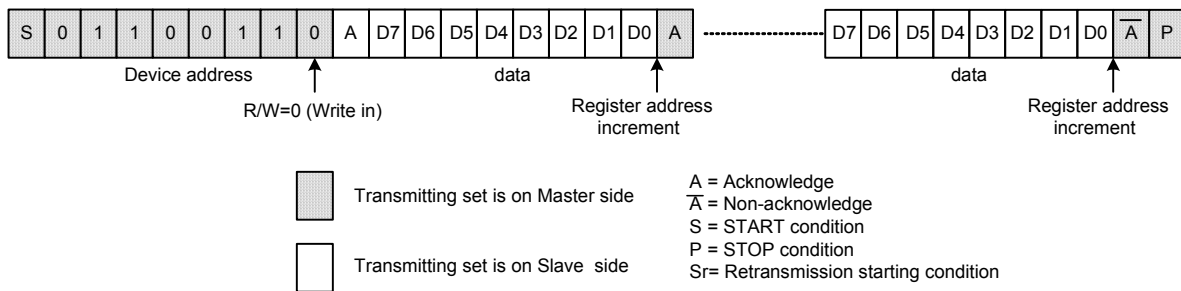 S 0 1 1 0 0 1 1 0 A D7 D6 D5 D4 D3 D2 D1 D0 A D7 D6 D5 D4 D3 D2 D1 D0 A̅ P
Device address data data
R/W=0 (Write in)
Register address
increment
Register address
increment
Transmitting set is on Master side
Transmitting set is on Slave side
A = Acknowledge
A̅ = Non-acknowledge
S = START condition
P = STOP condition
Sr= Retransmission starting condition